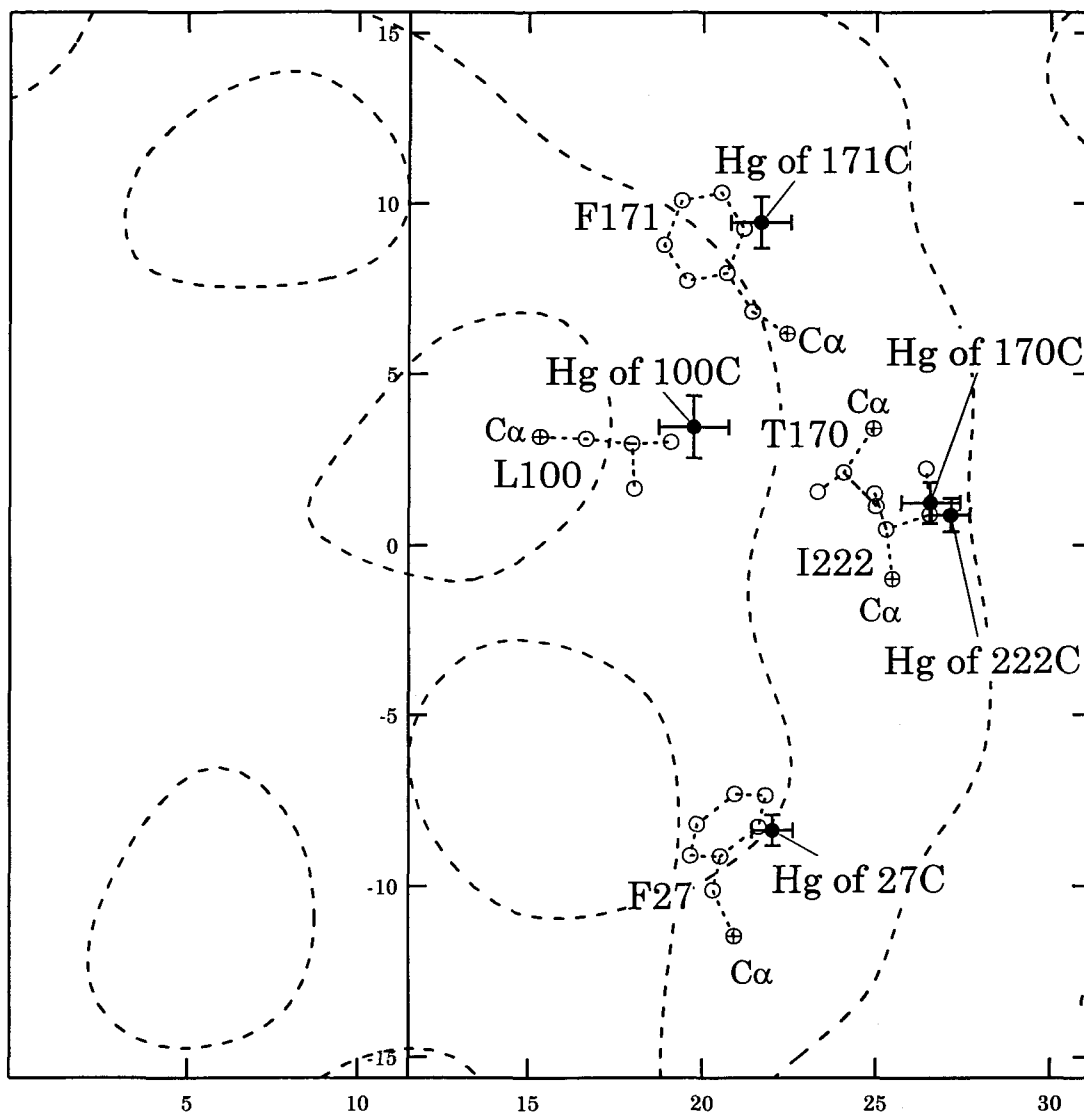 15
Hg of 171C
10
F171
Cα
Hg of 170C
5
Hg of 100C
Cα
T170
Cα
L100
0
I222
Cα
Hg of 222C
-5
Hg of 27C
-10
F27
Cα
-15
5
10
15
20
25
30